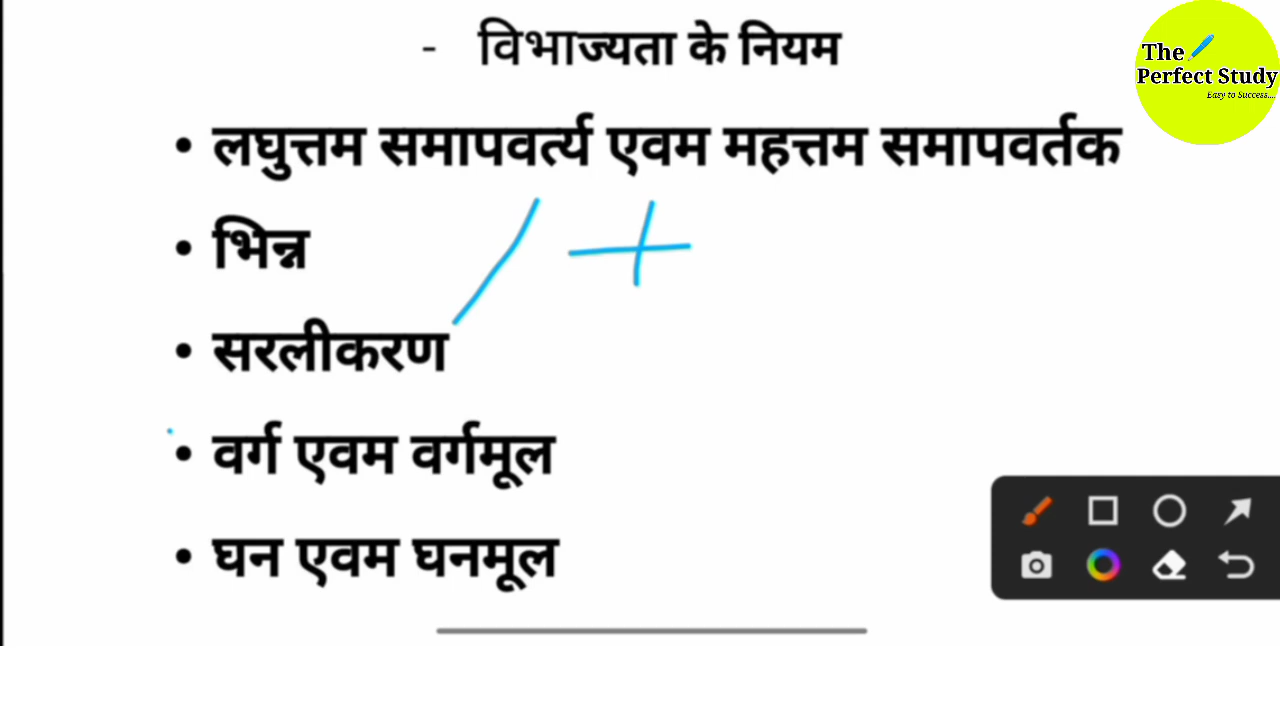 - विभाज्यता के नियम
The
Perfect Study
Easy to Success....
• लघुत्तम समापवर्त्य एवम महत्तम समापवर्तक
• भिन्न
/ +
• सरलीकरण
• वर्ग एवम वर्गमूल
• घन एवम घनमूल